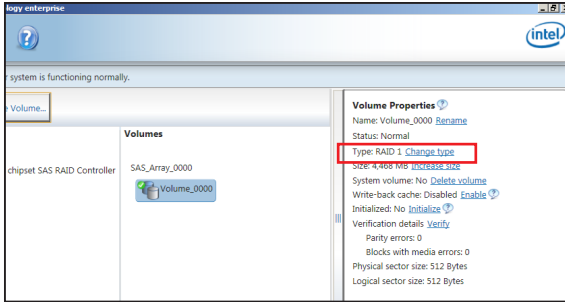 logy enterprise
?
intel
r system is functioning normally.
e Volume...
chipset SAS RAID Controller
Volumes
SAS_Array_0000
Volume_0000
Volume Properties ?
Name: Volume_0000 Rename
Status: Normal
Type: RAID 1 Change type
Size: 4,468 MB Increase size
System volume: No Delete volume
Write-back cache: Disabled Enable ?
Initialized: No Initialize ?
Verification details Verify
Parity errors: 0
Blocks with media errors: 0
Physical sector size: 512 Bytes
Logical sector size: 512 Bytes